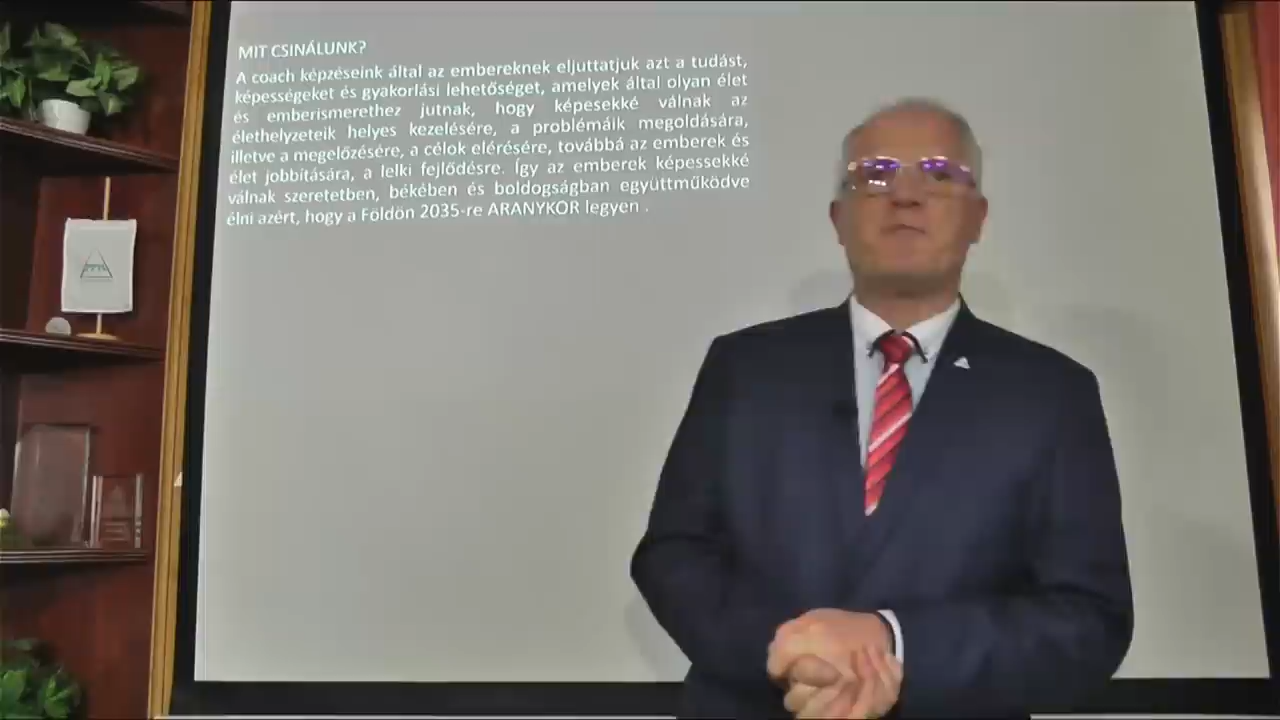 MIT CSINÁLUNK?
A coach képzéseink által az embereknek eljuttatjuk azt a tudást,
képességeket és gyakorlási lehetőséget, amelyek által olyan élet
és emberismerethez jutnak, hogy képesekké válnak az
élethelyzeteik helyes kezelésére, a problémáik megoldására,
illetve a megelőzésére, a célok elérésére, továbbá az emberek és
élet jobbítására, a lelki fejlődésre. Így az emberek képessekké
válnak szeretetben, békében és boldogságban együttműködve
élni azért, hogy a Földön 2035-re ARANYKOR legyen .